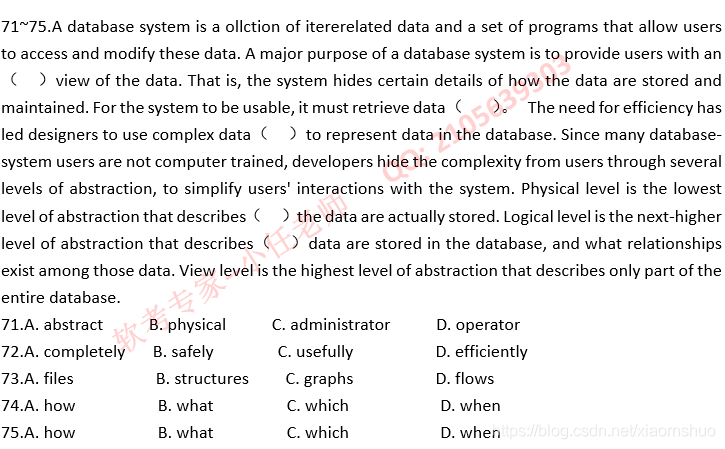 71~75.A database system is a ollction of itererelated data and a set of programs that allow users
to access and modify these data. A major purpose of a database system is to provide users with an
（　）view of the data. That is, the system hides certain details of how the data are stored and
maintained. For the system to be usable, it must retrieve data（　）。 The need for efficiency has
led designers to use complex data（　）to represent data in the database. Since many database-
system users are not computer trained, developers hide the complexity from users through several
levels of abstraction, to simplify users' interactions with the system. Physical level is the lowest
level of abstraction that describes（　）the data are actually stored. Logical level is the next-higher
level of abstraction that describes（　）data are stored in the database, and what relationships
exist among those data. View level is the highest level of abstraction that describes only part of the
entire database.
71.A. abstract B. physical C. administrator D. operator
72.A. completely B. safely C. usefully D. efficiently
73.A. files B. structures C. graphs D. flows
74.A. how B. what C. which D. when
75.A. how B. what C. which D. when
软考专家-小任老师 QQ: 2105639303
https://blog.csdn.net/xiaomshuo